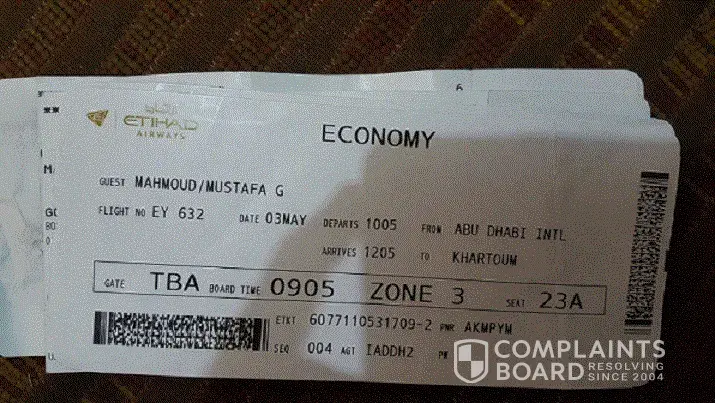 ETIHAD
AIRWAYS
ECONOMY
GUEST MAHMOUD/MUSTAFA G
FLIGHT NO EY 632 DATE 03MAY DEPARTS 1005 FROM ABU DHABI INTL
ARRIVES 1205 TO KHARTOUM
GATE TBA BOARD TIME 0905 ZONE 3 SEAT 23A
ETKT 6077110531709-2 PNR AKMPYM
SEQ 004 AGT IADDH2
COMPLAINTS
BOARD RESOLVING
SINCE 2004